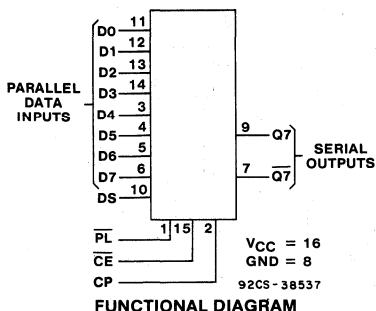 PARALLEL
DATA
INPUTS
D0 11
D1 12
D2 13
D3 14
D4 3
D5 4
D6 5
D7 6
DS 10
9 Q7
7 Q7
SERIAL
OUTPUTS
PL 1
CE 15
CP 2
VCC = 16
GND = 8
92CS-38537
FUNCTIONAL DIAGRAM